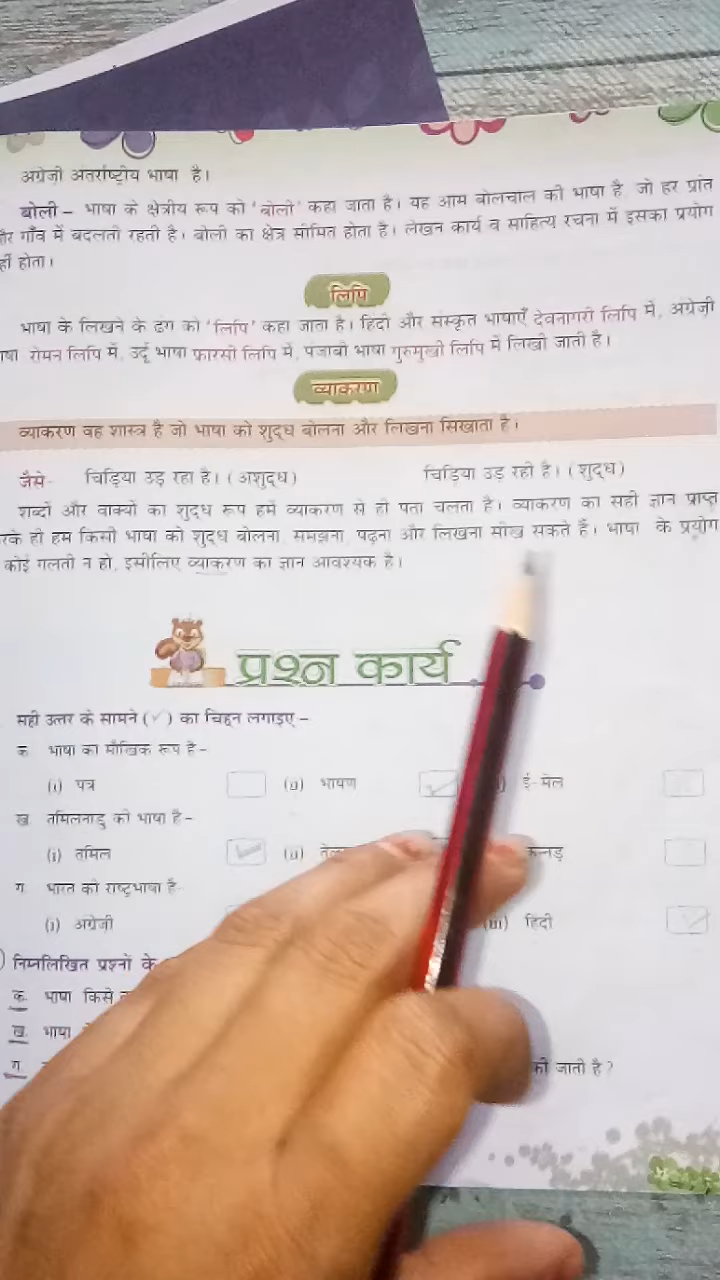 अंग्रेजी अंतर्राष्ट्रीय भाषा है।
बोली – भाषा के क्षेत्रीय रूप को 'बोली' कहा जाता है। यह आम बोलचाल की भाषा है, जो हर प्रांत
और गाँव में बदलती रहती है। बोली का क्षेत्र सीमित होता है। लेखन कार्य व साहित्य रचना में इसका प्रयोग
हीं होता।
लिपि
भाषा के लिखने के ढंग को 'लिपि' कहा जाता है। हिंदी और संस्कृत भाषाएँ देवनागरी लिपि में, अंग्रेजी
षा रोमन लिपि में, उर्दू भाषा फ़ारसी लिपि में, पंजाबी भाषा गुरुमुखी लिपि में लिखी जाती है।
व्याकरण
व्याकरण वह शास्त्र है जो भाषा को शुद्ध बोलना और लिखना सिखाता है।
जैसे- चिड़िया उड़ रहा है। (अशुद्ध) चिड़िया उड़ रही है। (शुद्ध)
शब्दों और वाक्यों का शुद्ध रूप हमें व्याकरण से ही पता चलता है। व्याकरण का सही ज्ञान प्राप्त
रके ही हम किसी भाषा को शुद्ध बोलना, समझना, पढ़ना और लिखना सीख सकते हैं। भाषा के प्रयोग
कोई गलती न हो, इसीलिए व्याकरण का ज्ञान आवश्यक है।
प्रश्न कार्य
सही उत्तर के सामने (✓) का चिह्न लगाइए –
क भाषा का मौखिक रूप है –
(i) पत्र (ii) भाषण ई-मेल
ख तमिलनाडु की भाषा है –
(i) तमिल कन्नड़
ग भारत की राष्ट्रभाषा है
(i) अंग्रेजी (iii) हिंदी
निम्नलिखित प्रश्नों के
क भाषा किसे
ख भाषा
ग की जाती है?